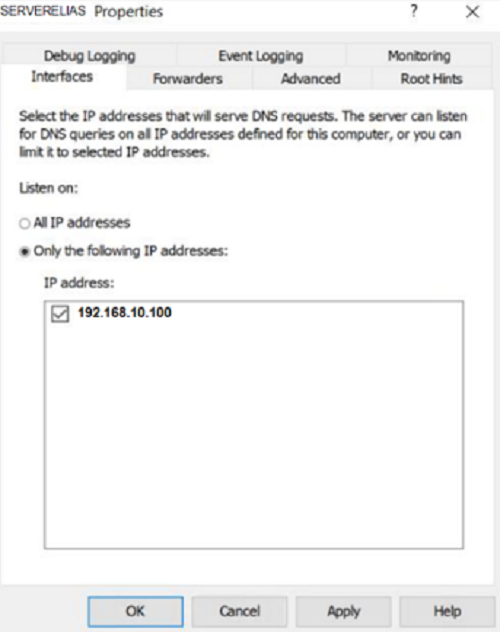 SERVERELIAS Properties ? ✕
Debug Logging Event Logging Monitoring
Interfaces Forwarders Advanced Root Hints
Select the IP addresses that will serve DNS requests. The server can listen
for DNS queries on all IP addresses defined for this computer, or you can
limit it to selected IP addresses.
Listen on:
All IP addresses
Only the following IP addresses:
IP address:
192.168.10.100
OK Cancel Apply Help